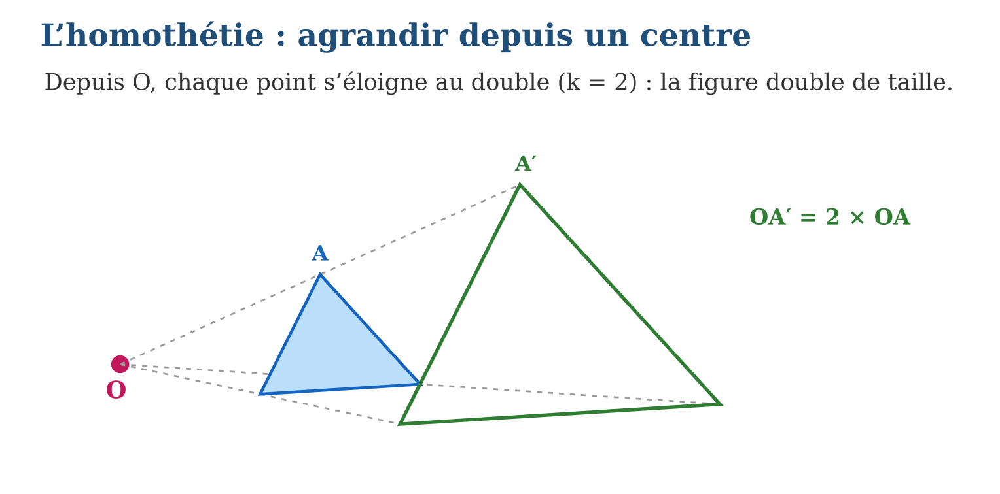 L’homothétie : agrandir depuis un centre
Depuis O, chaque point s’éloigne au double (k = 2) : la figure double de taille.
A′
OA′ = 2 × OA
A
O